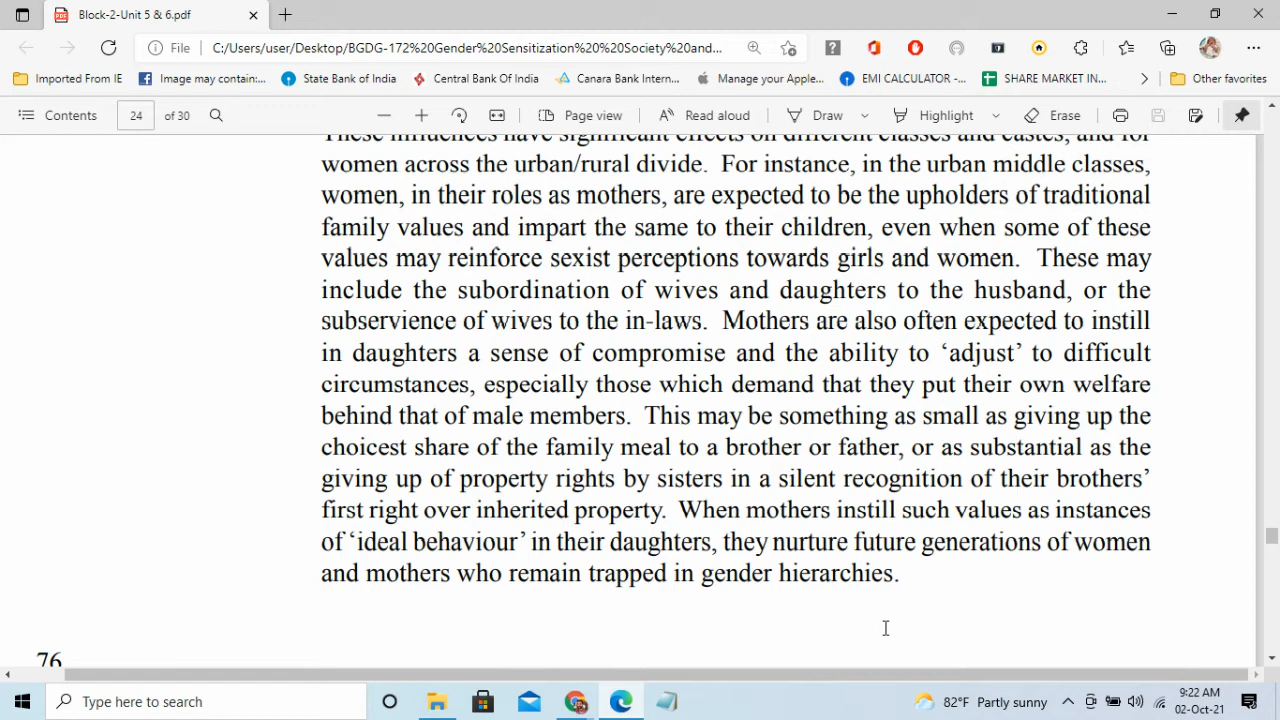 Block-2-Unit 5 & 6.pdf
File C:/Users/user/Desktop/BGDG-172%20Gender%20Sensitization%20%20Society%20and...
Imported From IE Image may contain:... State Bank of India Central Bank Of India Canara Bank Intern... Manage your Apple... EMI CALCULATOR -... SHARE MARKET IN... Other favorites
Contents 24 of 30 Page view Read aloud Draw Highlight Erase
These influences have significant effects on different classes and castes, and for
women across the urban/rural divide. For instance, in the urban middle classes,
women, in their roles as mothers, are expected to be the upholders of traditional
family values and impart the same to their children, even when some of these
values may reinforce sexist perceptions towards girls and women. These may
include the subordination of wives and daughters to the husband, or the
subservience of wives to the in-laws. Mothers are also often expected to instill
in daughters a sense of compromise and the ability to ‘adjust’ to difficult
circumstances, especially those which demand that they put their own welfare
behind that of male members. This may be something as small as giving up the
choicest share of the family meal to a brother or father, or as substantial as the
giving up of property rights by sisters in a silent recognition of their brothers’
first right over inherited property. When mothers instill such values as instances
of ‘ideal behaviour’ in their daughters, they nurture future generations of women
and mothers who remain trapped in gender hierarchies.
76
Type here to search 82°F Partly sunny 9:22 AM
02-Oct-21